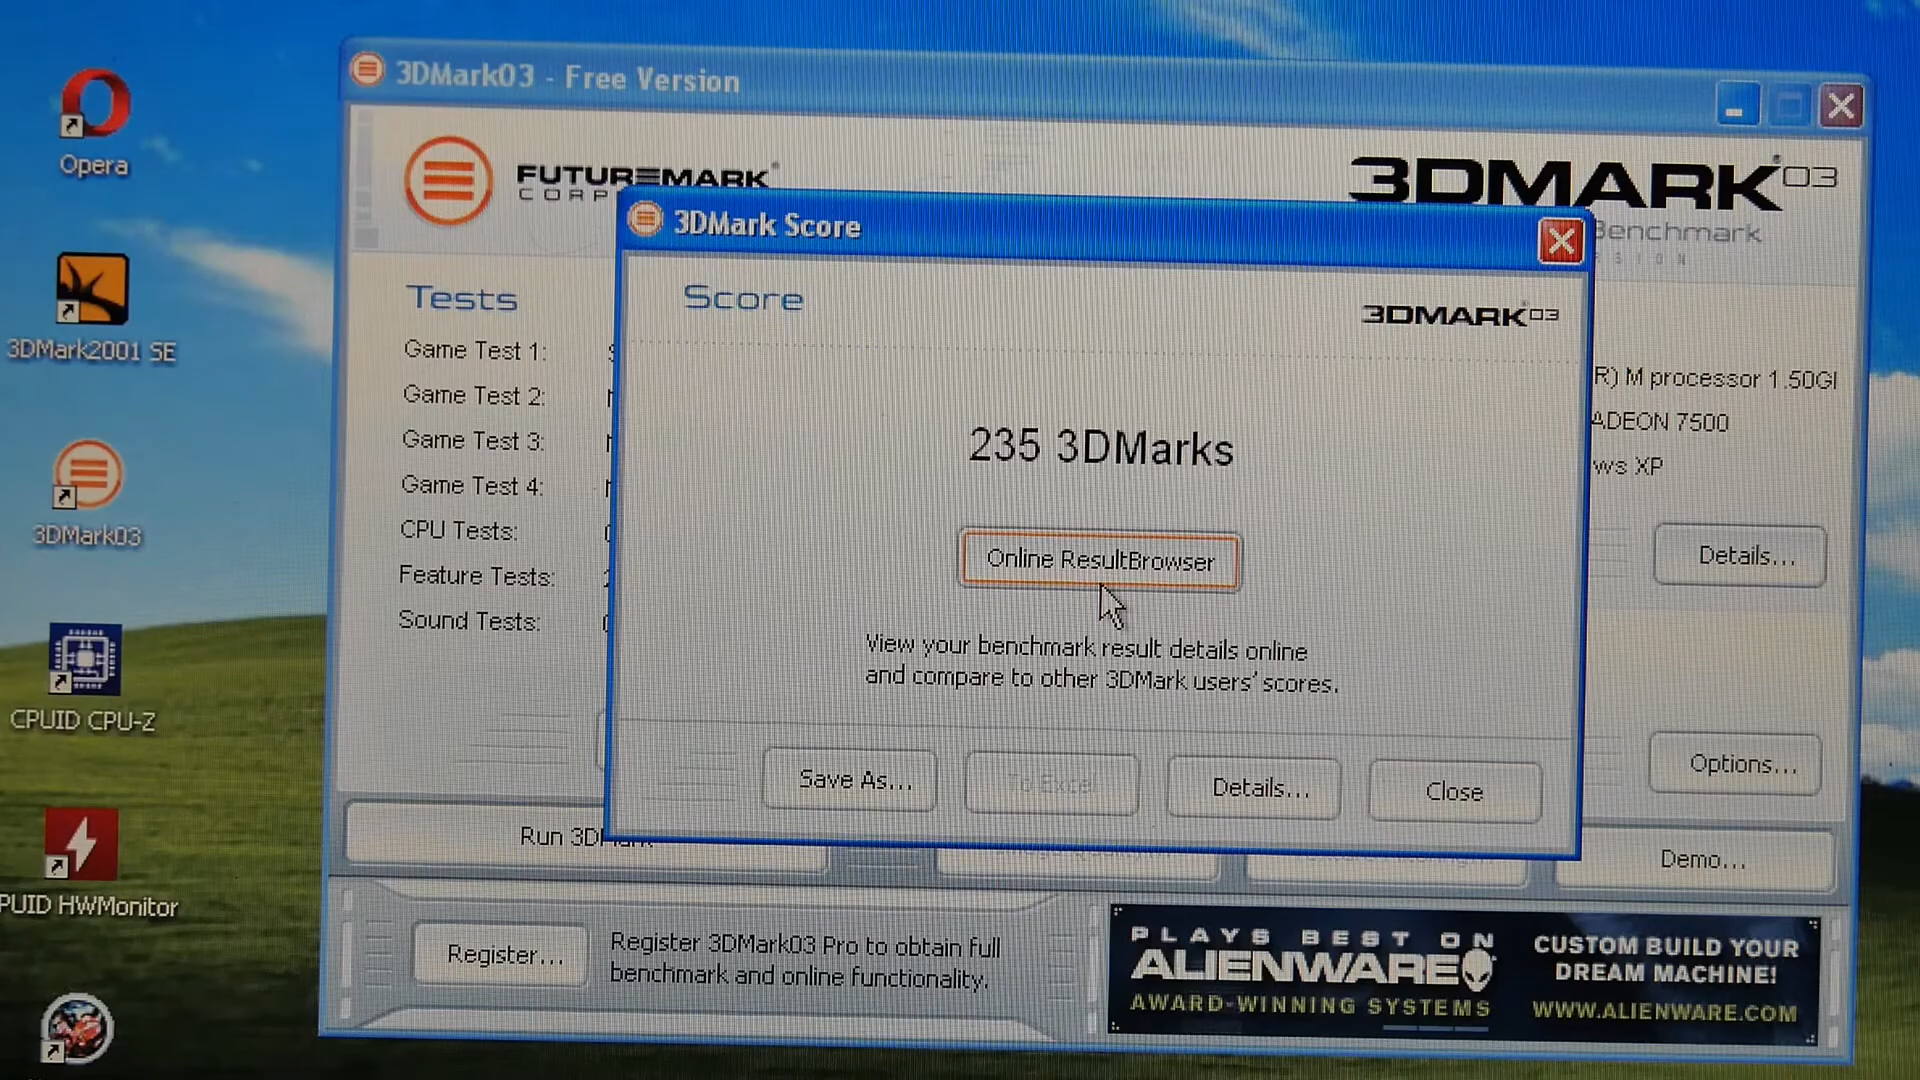 3DMark03 - Free Version
FUTUREMARK
CORP
3DMARK03
Benchmark
Opera
3DMark2001 SE
3DMark03
CPUID CPU-Z
PUID HWMonitor
Tests
Game Test 1:
Game Test 2:
Game Test 3:
Game Test 4:
CPU Tests:
Feature Tests:
Sound Tests:
3DMark Score
Score
3DMARK03
235 3DMarks
Online ResultBrowser
View your benchmark result details online
and compare to other 3DMark users' scores.
Save As...
To Excel
Details...
Close
R) M processor 1.50GI
ADEON 7500
ws XP
Details...
Options...
Run 3DMark
Demo...
Register...
Register 3DMark03 Pro to obtain full
benchmark and online functionality.
PLAYS BEST ON
ALIENWARE
AWARD-WINNING SYSTEMS
CUSTOM BUILD YOUR
DREAM MACHINE!
WWW.ALIENWARE.COM